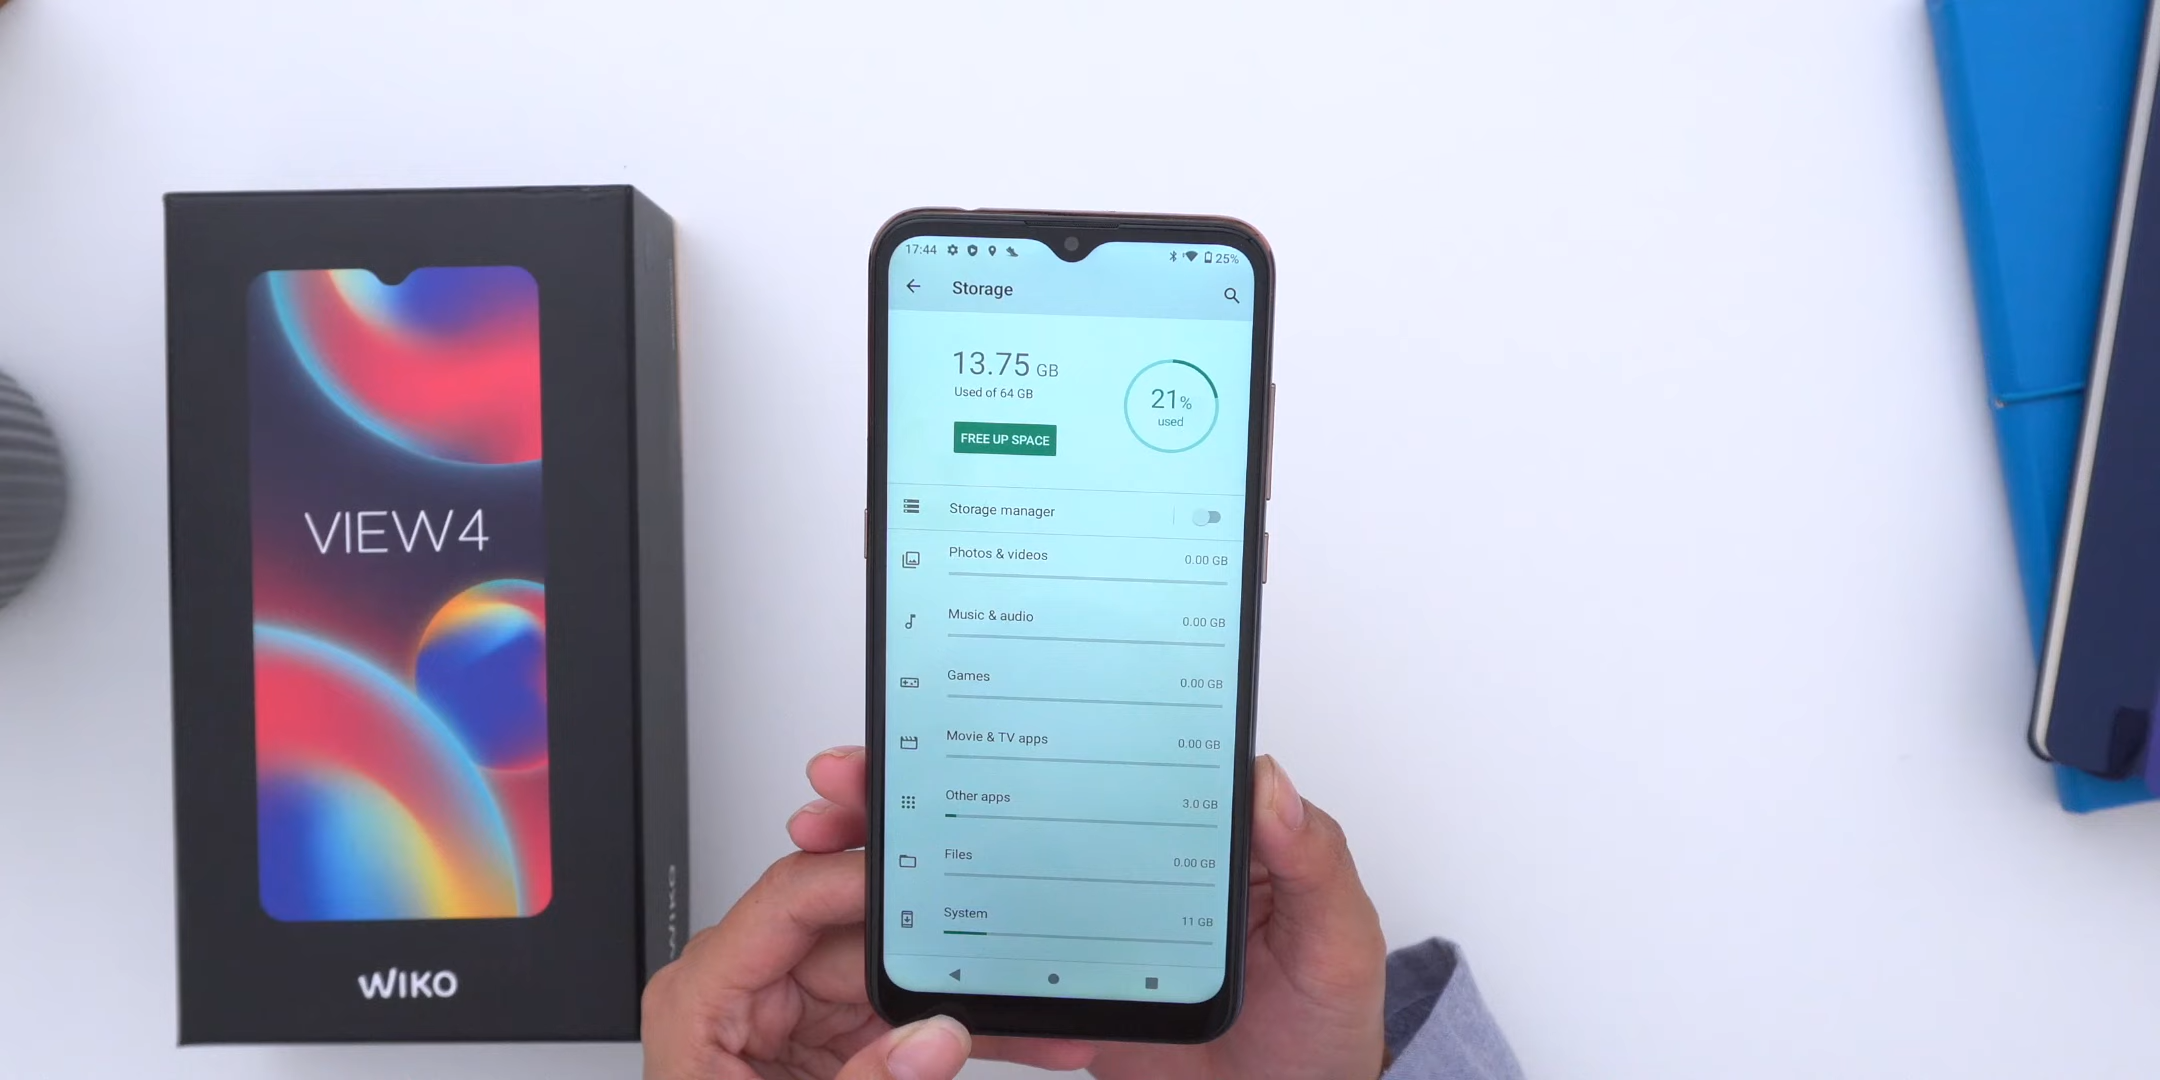 VIEW4
WIKO
WIKO
17:44
25%
Storage
13.75 GB
Used of 64 GB
21%
used
FREE UP SPACE
Storage manager
Photos & videos 0.00 GB
Music & audio 0.00 GB
Games 0.00 GB
Movie & TV apps 0.00 GB
Other apps 3.0 GB
Files 0.00 GB
System 11 GB